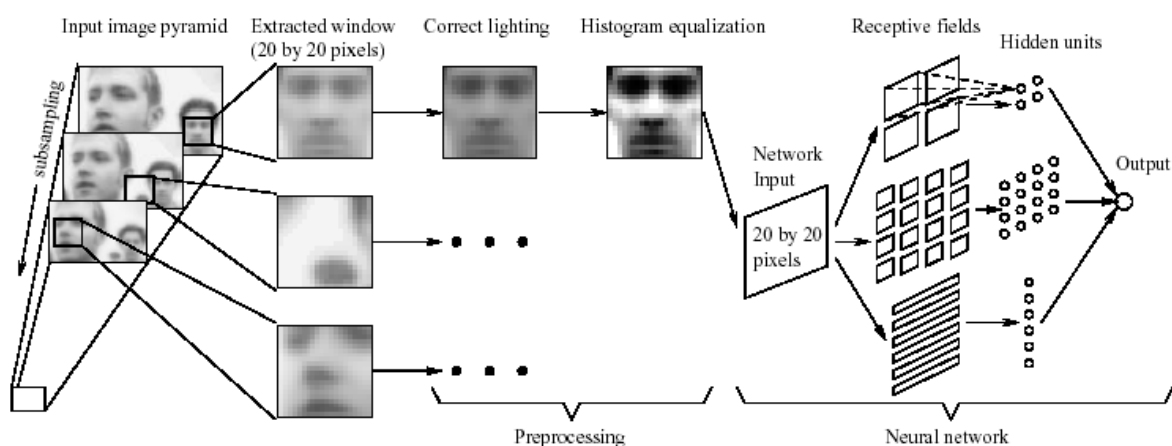 Input image pyramid
Extracted window
(20 by 20 pixels)
Correct lighting
Histogram equalization
Receptive fields
Hidden units
subsampling
Network
Input
Output
20 by 20
pixels
Preprocessing
Neural network